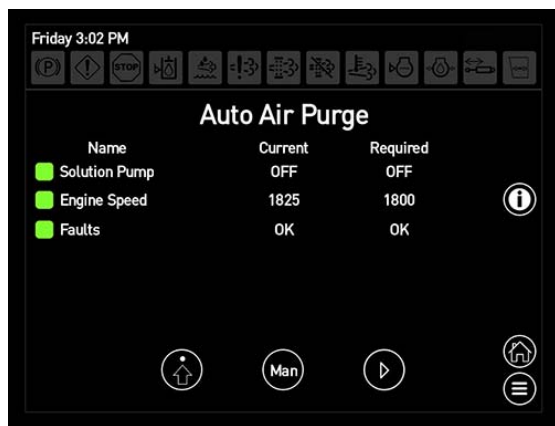 Friday 3:02 PM
(P) STOP
Auto Air Purge
Name Current Required
Solution Pump OFF OFF
Engine Speed 1825 1800
Faults OK OK
i
Man